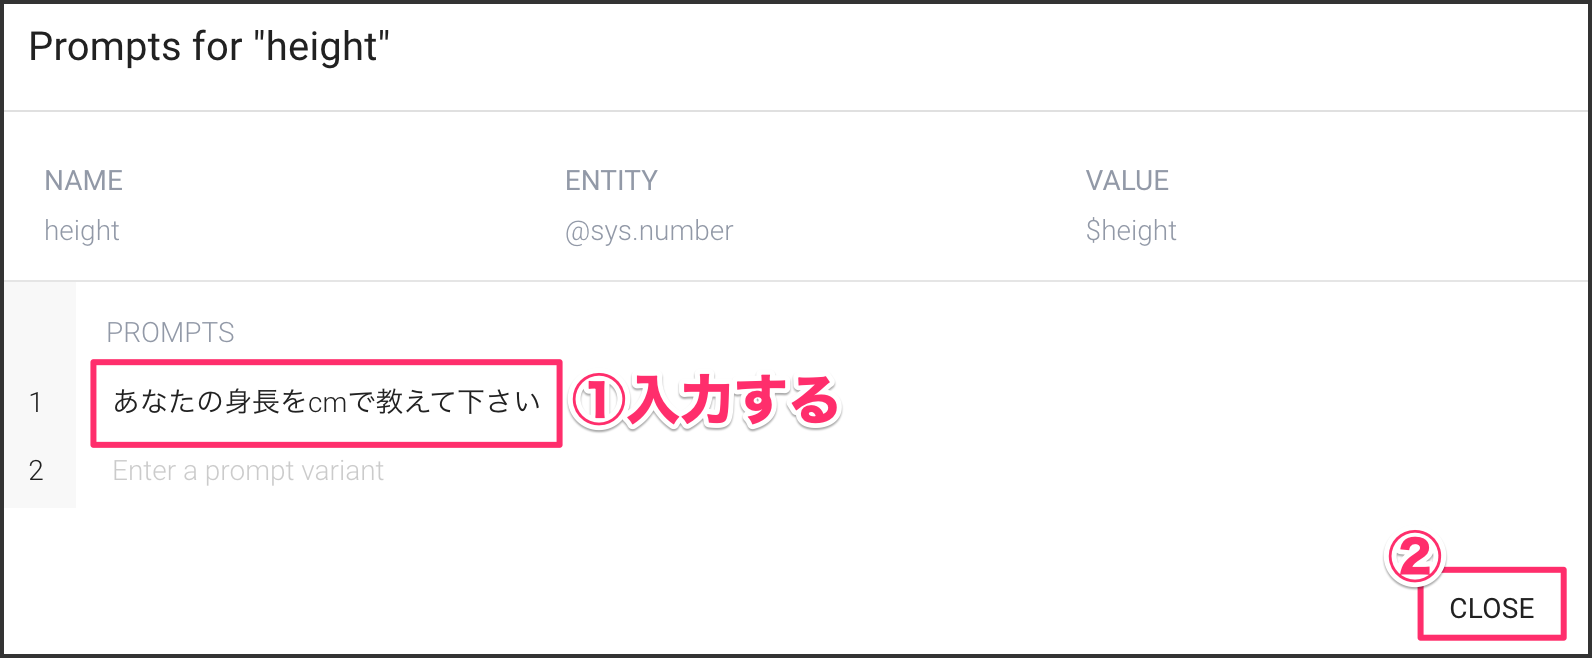 Prompts for "height"
NAME ENTITY VALUE
height @sys.number $height
PROMPTS
1 あなたの身長をcmで教えて下さい ①入力する
2 Enter a prompt variant
②
CLOSE